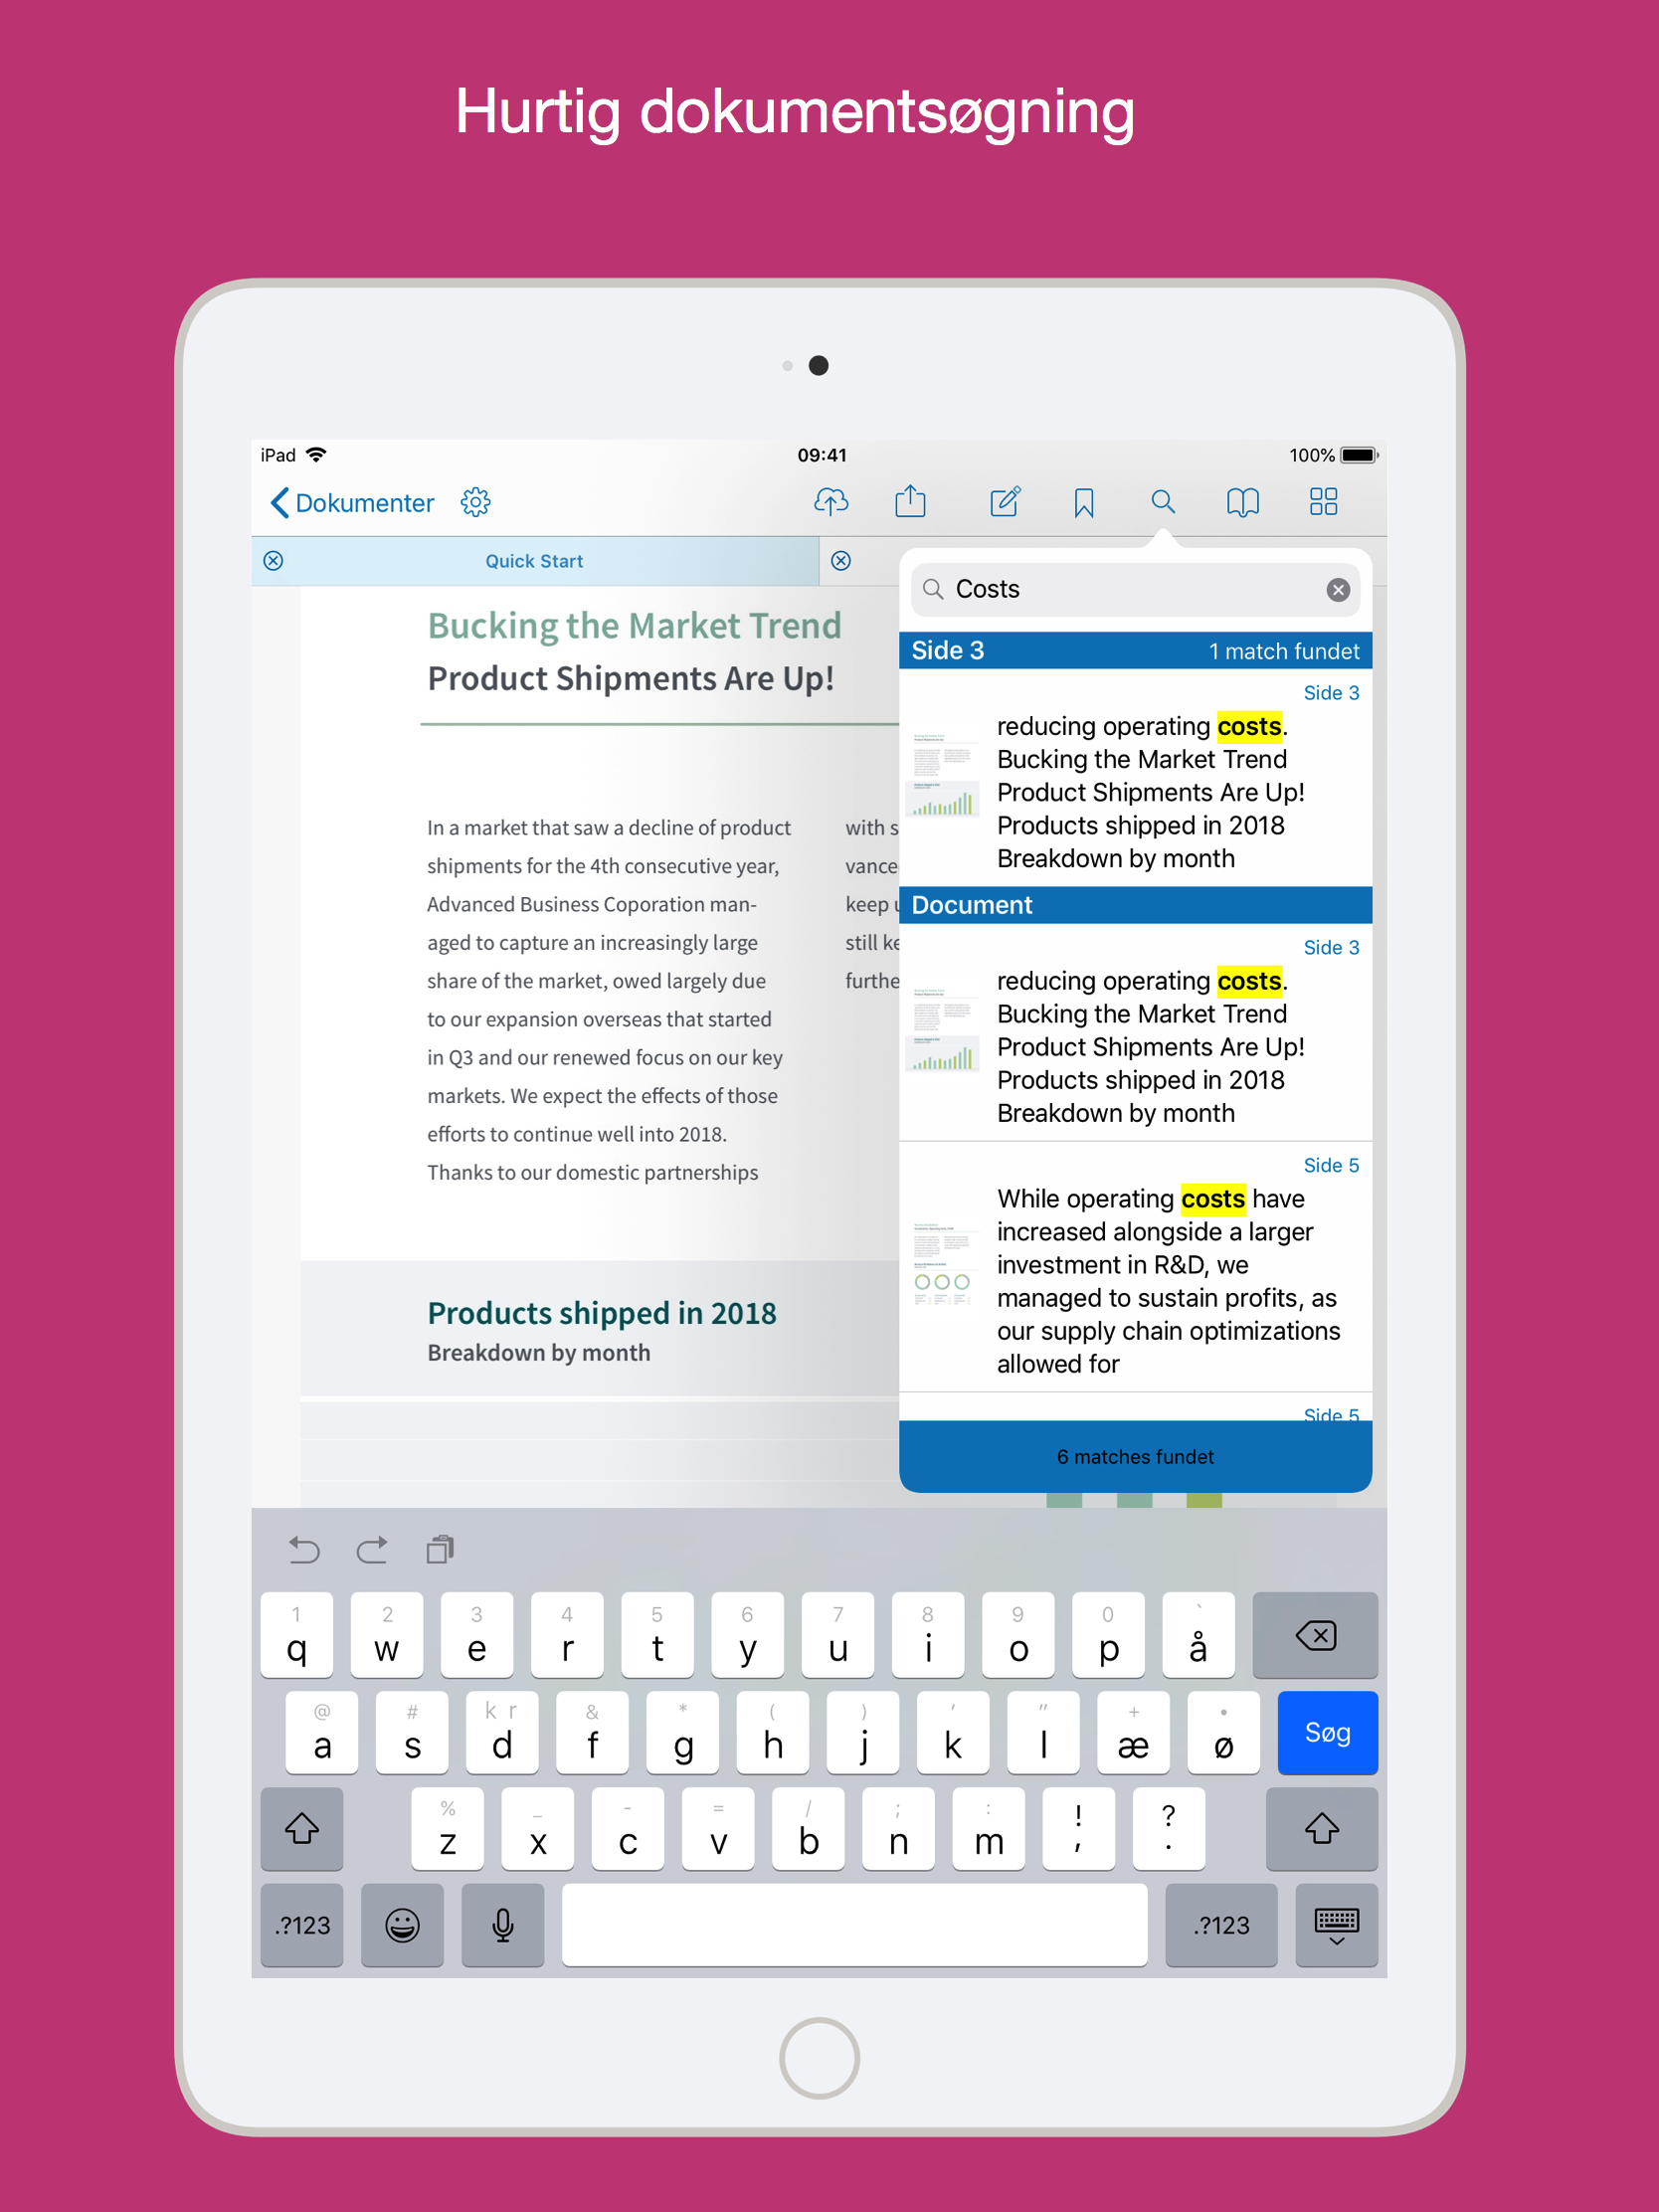 Hurtig dokumentsøgning
iPad 09:41 100%
Dokumenter
Quick Start
Costs
Bucking the Market Trend
Product Shipments Are Up!
In a market that saw a decline of product
shipments for the 4th consecutive year,
Advanced Business Coporation man-
aged to capture an increasingly large
share of the market, owed largely due
to our expansion overseas that started
in Q3 and our renewed focus on our key
markets. We expect the effects of those
efforts to continue well into 2018.
Thanks to our domestic partnerships
with s
vance
keep
still ke
furthe
Products shipped in 2018
Breakdown by month
Side 3 1 match fundet
Side 3
reducing operating costs.
Bucking the Market Trend
Product Shipments Are Up!
Products shipped in 2018
Breakdown by month
Document
Side 3
reducing operating costs.
Bucking the Market Trend
Product Shipments Are Up!
Products shipped in 2018
Breakdown by month
Side 5
While operating costs have
increased alongside a larger
investment in R&D, we
managed to sustain profits, as
our supply chain optimizations
allowed for
Side 5
6 matches fundet
1 2 3 4 5 6 7 8 9 0 `
q w e r t y u i o p å
@ # k r & * ( ) ' " + •
a s d f g h j k l æ ø Søg
% _ - = / ; : ! ?
z x c v b n m , .
.?123 .?123